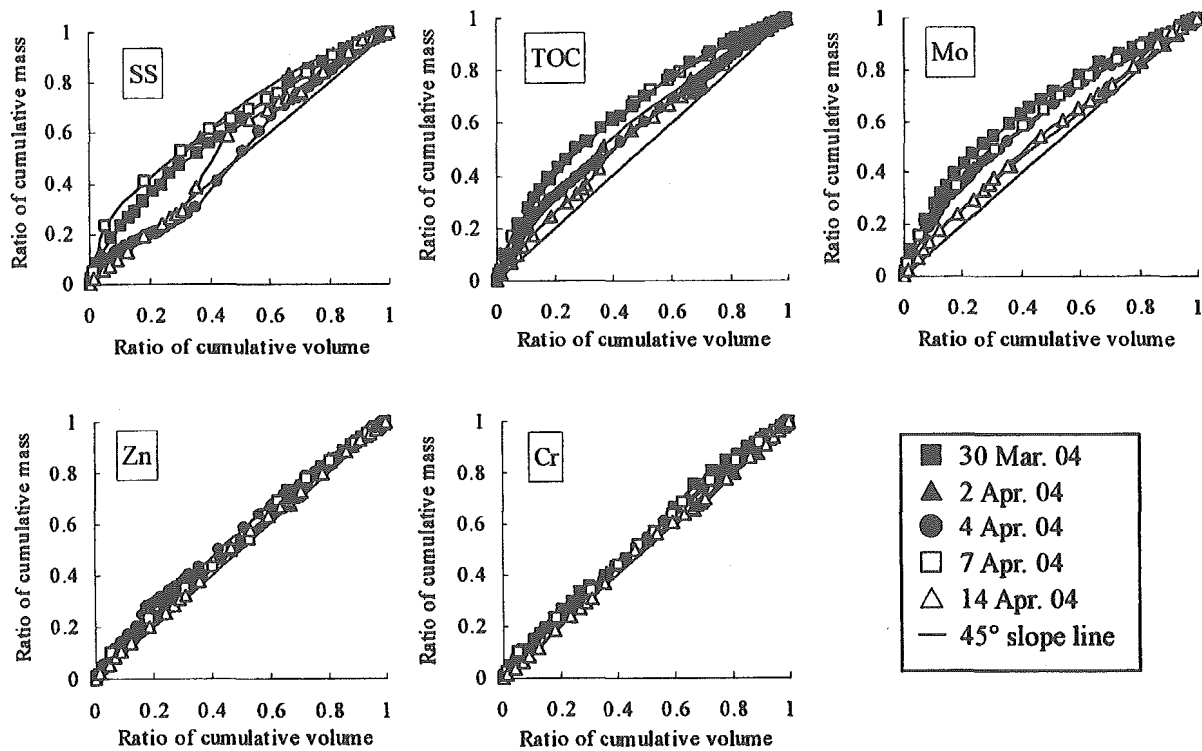 SS
Ratio of cumulative mass
1
0.8
0.6
0.4
0.2
0
0 0.2 0.4 0.6 0.8 1
Ratio of cumulative volume
TOC
Ratio of cumulative mass
1
0.8
0.6
0.4
0.2
0
0 0.2 0.4 0.6 0.8 1
Ratio of cumulative volume
Mo
Ratio of cumulative mass
1
0.8
0.6
0.4
0.2
0
0 0.2 0.4 0.6 0.8 1
Ratio of cumulative volume
Zn
Ratio of cumulative mass
1
0.8
0.6
0.4
0.2
0
0 0.2 0.4 0.6 0.8 1
Ratio of cumulative volume
Cr
Ratio of cumulative mass
1
0.8
0.6
0.4
0.2
0
0 0.2 0.4 0.6 0.8 1
Ratio of cumulative volume
30 Mar. 04
2 Apr. 04
4 Apr. 04
7 Apr. 04
14 Apr. 04
45° slope line